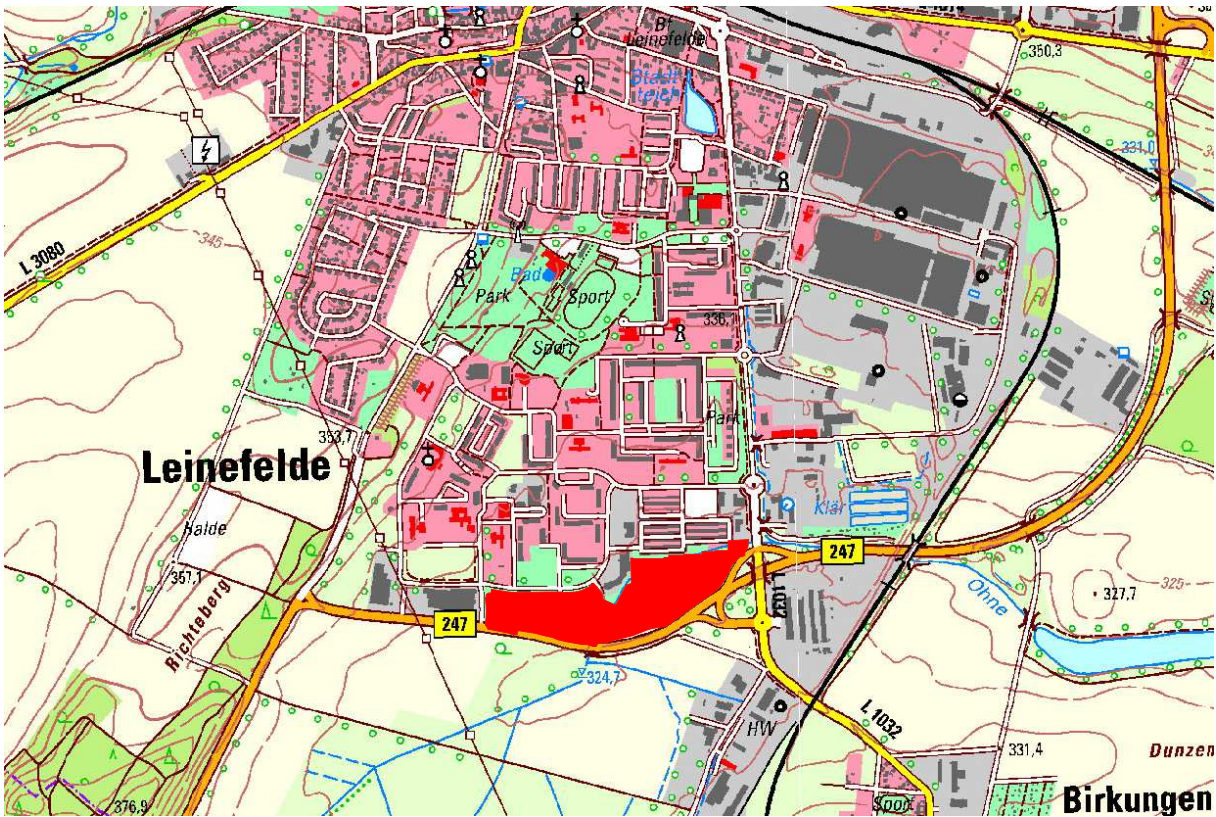 Bf
Leinefelde
350,3
Stadt
teich
331,0
L 3080
345
Bad
Park
Sport
Sport
336,
Park
353,7
Leinefelde
Klär
Halde
357,1
Richteberg
247
247
L 1032
Ohne
325
327,7
324,7
HW
L 1032
331,4
Dunzen
376,9
Sport
Birkungen